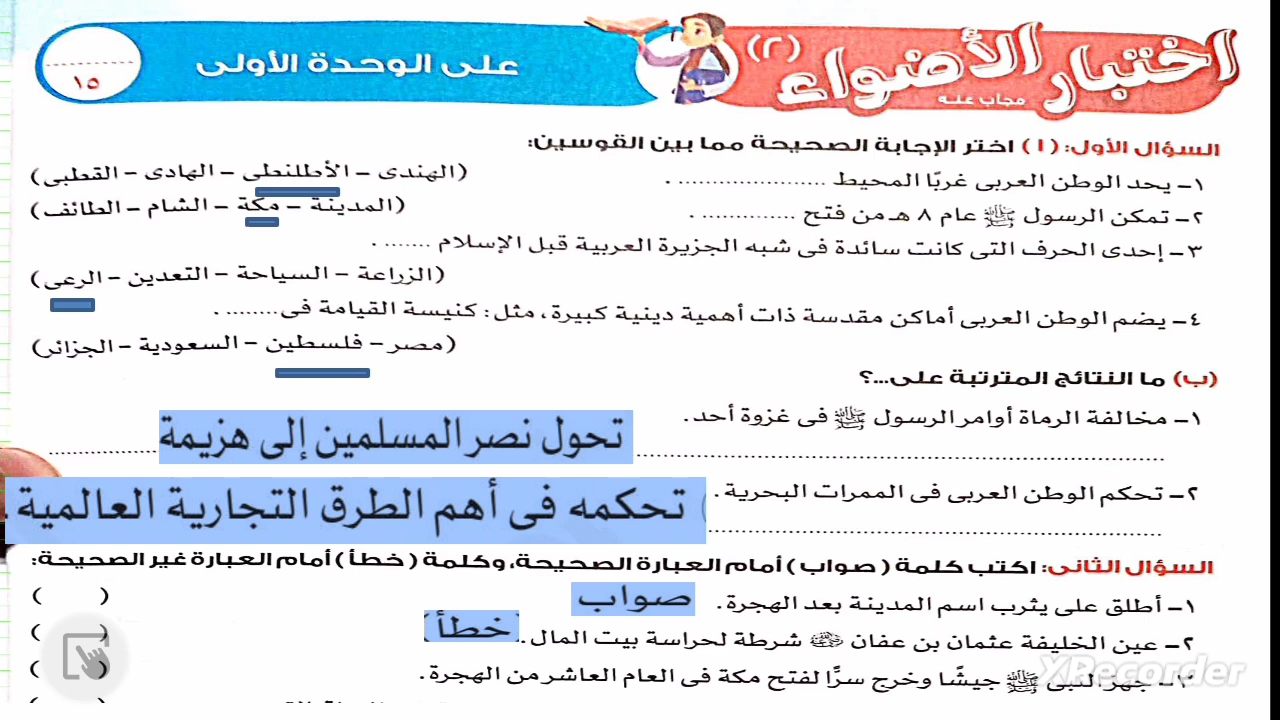 اختبار الأضواء (٢) على الوحدة الأولى
مجاب عنه
١٥
السؤال الأول: (١) اختر الإجابة الصحيحة مما بين القوسين:
١- يحد الوطن العربى غربًا المحيط ..................... . (الهندى - الأطلنطى - الهادى - القطبى)
٢- تمكن الرسول ﷺ عام ٨ هـ من فتح ............. . (المدينة - مكة - الشام - الطائف)
٣- إحدى الحرف التى كانت سائدة فى شبه الجزيرة العربية قبل الإسلام ....... .
(الزراعة - السياحة - التعدين - الرعى)
٤- يضم الوطن العربى أماكن مقدسة ذات أهمية دينية كبيرة، مثل: كنيسة القيامة فى........ .
(مصر - فلسطين - السعودية - الجزائر)
(ب) ما النتائج المترتبة على...؟
١- مخالفة الرماة أوامر الرسول ﷺ فى غزوة أحد.
تحول نصر المسلمين إلى هزيمة
٢- تحكم الوطن العربى فى الممرات البحرية.
تحكمه فى أهم الطرق التجارية العالمية.
السؤال الثانى: اكتب كلمة (صواب) أمام العبارة الصحيحة، وكلمة (خطأ) أمام العبارة غير الصحيحة:
١- أطلق على يثرب اسم المدينة بعد الهجرة. صواب ( )
٢- عين الخليفة عثمان بن عفان شرطة لحراسة بيت المال. (خطأ) ( )
٣- جهز النبى ﷺ جيشًا وخرج سرًّا لفتح مكة فى العام العاشر من الهجرة. ( )
XRecorder